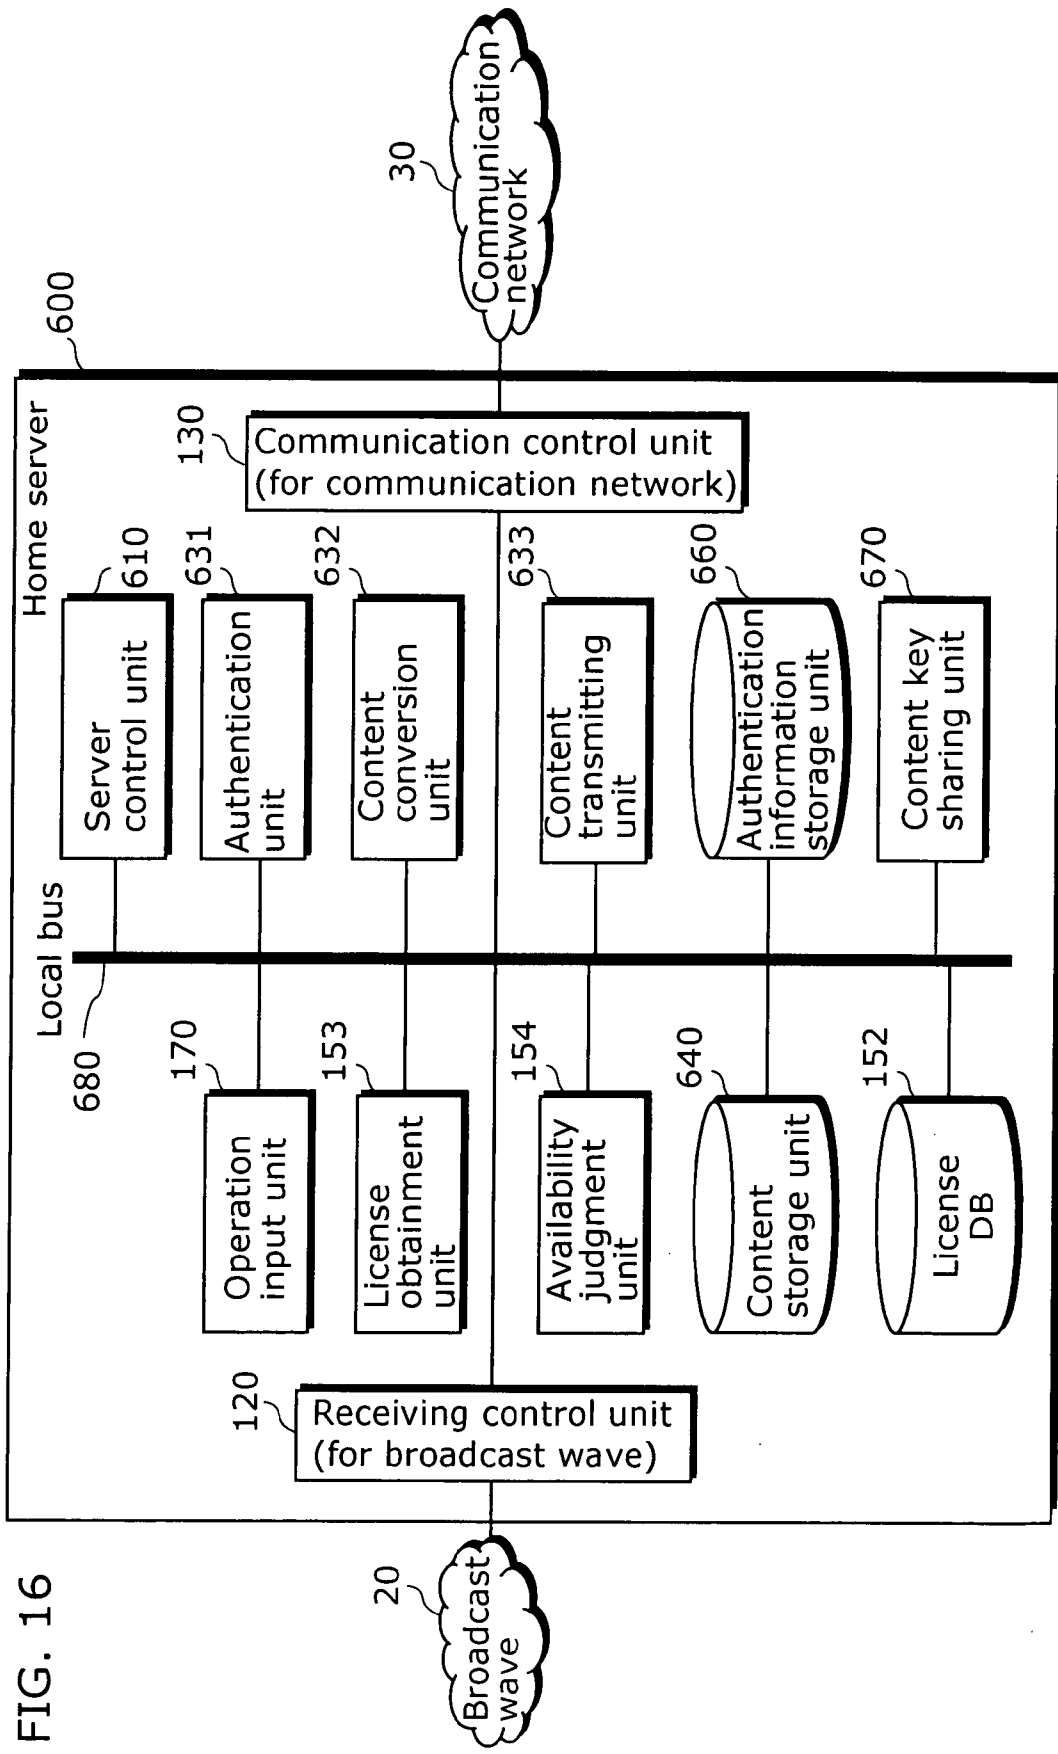 FIG. 16
Home server
600
Local bus
680
Server
control unit
610
Operation
input unit
170
Authentication
unit
631
License
obtainment
unit
153
Content
conversion
unit
632
20
Broadcast
wave
120
Receiving control unit
(for broadcast wave)
130
Communication control unit
(for communication network)
30
Communication
network
Availability
judgment
unit
154
Content
transmitting
unit
633
Content
storage unit
640
Authentication
information
storage unit
660
License
DB
152
Content key
sharing unit
670